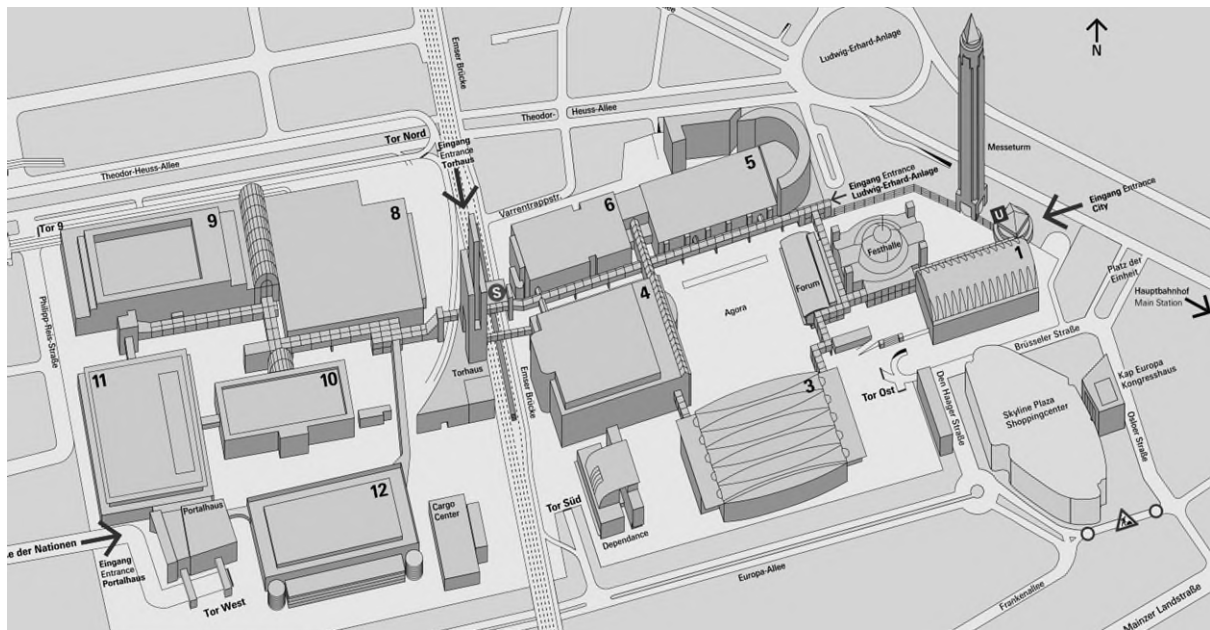 Emser Brücke
Ludwig-Erhard-Anlage
N
Theodor-
Heuss-Allee
Tor Nord
Eingang
Entrance
Torhaus
Theodor-Heuss-Allee
Messeturm
5
Eingang Entrance
Ludwig-Erhard-Anlage
Eingang Entrance
City
Varrentrappstr.
6
8
9
Tor 9
U
Festhalle
1
Platz der
Einheit
Hauptbahnhof
Main Station
S
4
Forum
Agora
Philipp-Reis-Straße
Brüsseler Straße
Kap Europa
Kongresshaus
Torhaus
Emser Brücke
11
10
3
Tor Ost
Den Haager
Straße
Skyline Plaza
Shoppingcenter
Osloer Straße
12
Portalhaus
Cargo
Center
Tor Süd
Dependance
se der Nationen
Eingang
Entrance
Portalhaus
Tor West
Europa-Allee
Frankenallee
Mainzer Landstraße